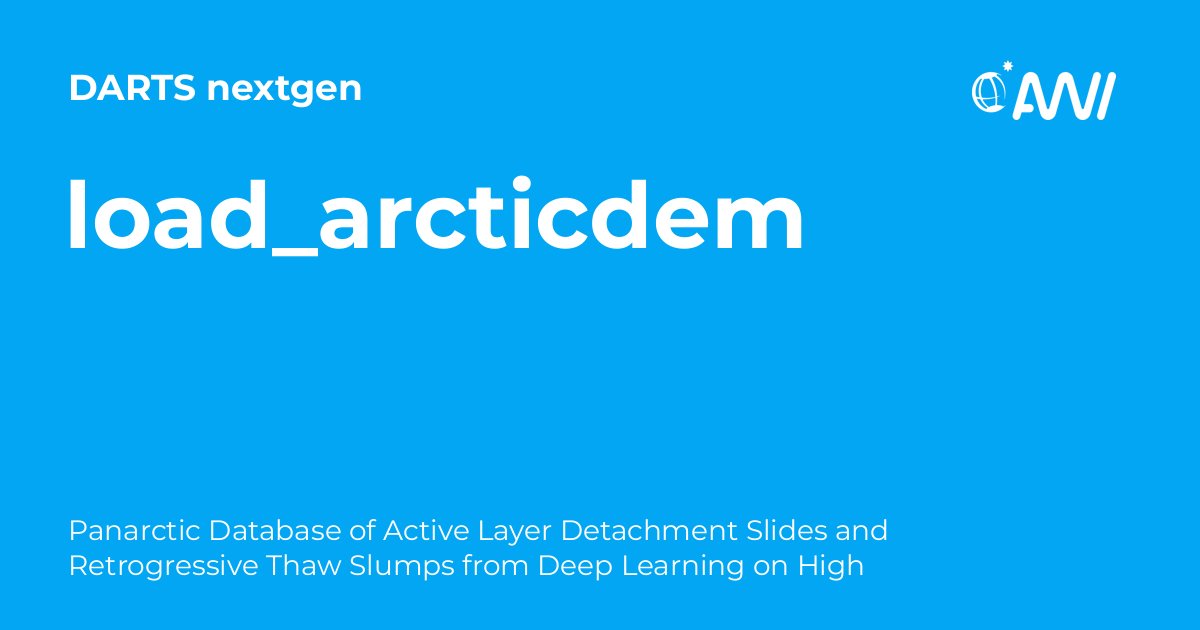 DARTS nextgen
AWI
load_arcticdem
Panarctic Database of Active Layer Detachment Slides and
Retrogressive Thaw Slumps from Deep Learning on High